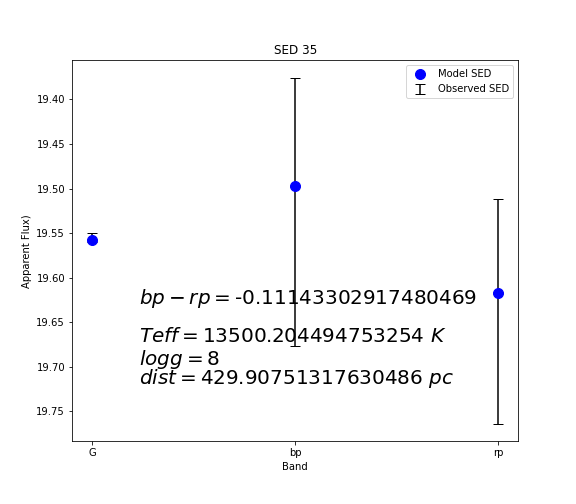 SED 35
Model SED
Observed SED
19.40
19.45
19.50
19.55
19.60
19.65
19.70
19.75
Apparent Flux)
bp − rp = -0.11143302917480469
Teff = 13500.204494753254 K
logg = 8
dist = 429.90751317630486 pc
G
bp
rp
Band